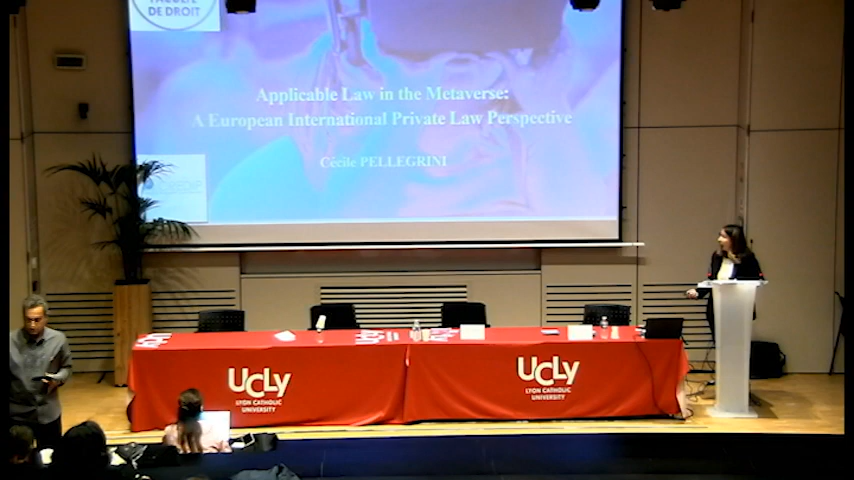 FACULTÉ
DE DROIT
Applicable Law in the Metaverse:
A European International Private Law Perspective
Cécile PELLEGRINI
UCLy
LYON CATHOLIC
UNIVERSITY
UCLy
LYON CATHOLIC
UNIVERSITY